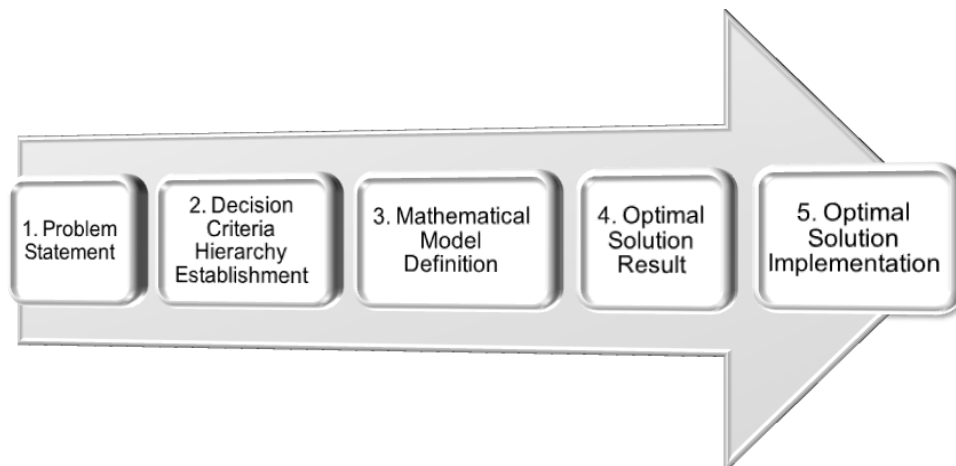 1. Problem
Statement
2. Decision
Criteria
Hierarchy
Establishment
3. Mathematical
Model
Definition
4. Optimal
Solution
Result
5. Optimal
Solution
Implementation